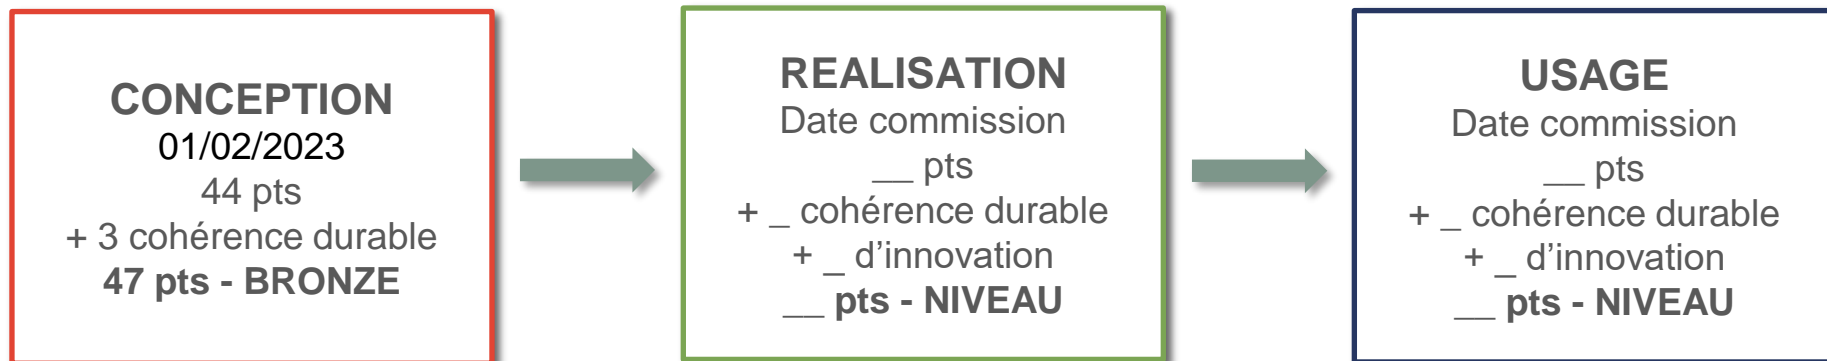 CONCEPTION
01/02/2023
44 pts
+ 3 cohérence durable
47 pts - BRONZE
REALISATION
Date commission
__ pts
+ _ cohérence durable
+ _ d’innovation
__ pts - NIVEAU
USAGE
Date commission
__ pts
+ _ cohérence durable
+ _ d’innovation
__ pts - NIVEAU